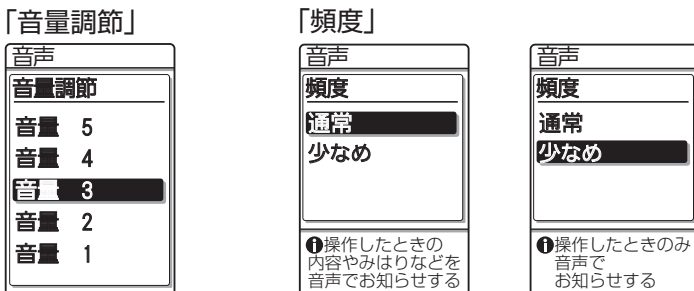 「音量調節」
音声
音量調節
音量 5
音量 4
音量 3
音量 2
音量 1
「頻度」
音声
頻度
通常
少なめ
操作したときの
内容やみはりなどを
音声でお知らせする
音声
頻度
通常
少なめ
操作したときのみ
音声で
お知らせする